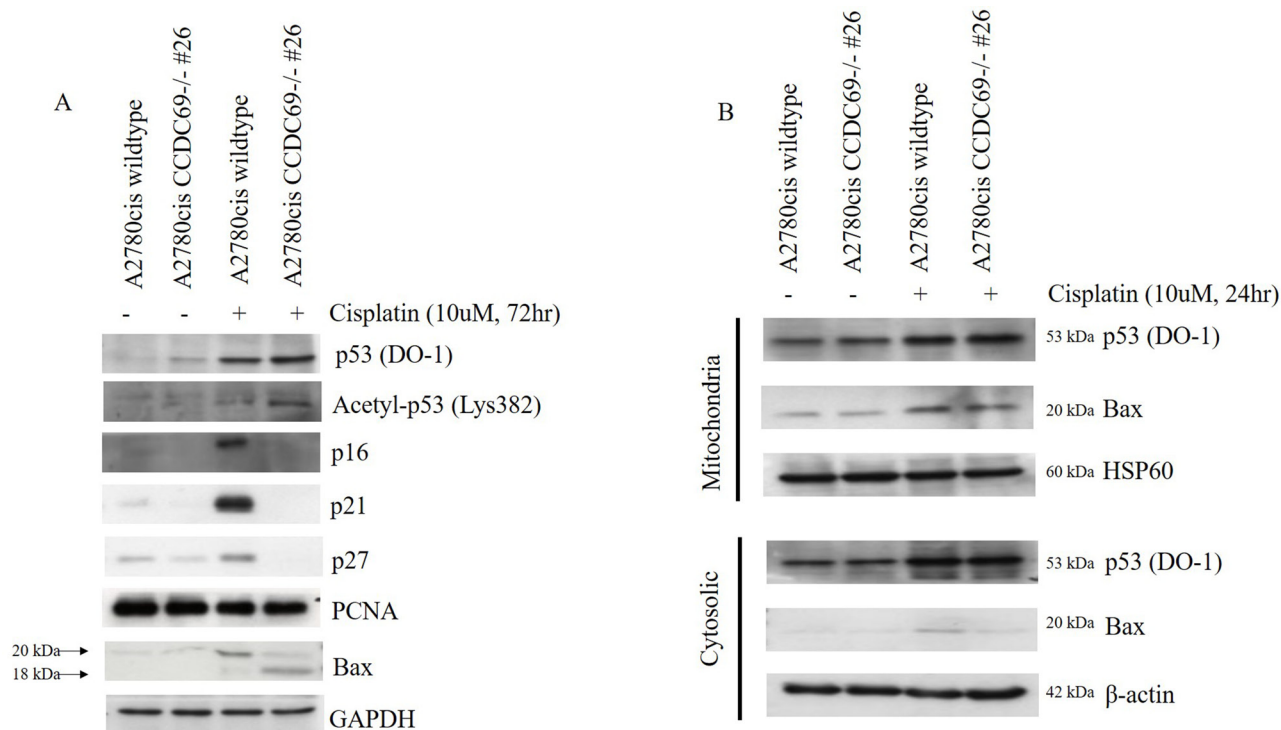 A
A2780cis wildtype
A2780cis CCDC69-/- #26
A2780cis wildtype
A2780cis CCDC69-/- #26
- - + + Cisplatin (10uM, 72hr)
p53 (DO-1)
Acetyl-p53 (Lys382)
p16
p21
p27
PCNA
20 kDa
Bax
18 kDa
GAPDH
B
A2780cis wildtype
A2780cis CCDC69-/- #26
A2780cis wildtype
A2780cis CCDC69-/- #26
- - + + Cisplatin (10uM, 24hr)
Mitochondria
53 kDa p53 (DO-1)
20 kDa Bax
60 kDa HSP60
Cytosolic
53 kDa p53 (DO-1)
20 kDa Bax
42 kDa β-actin